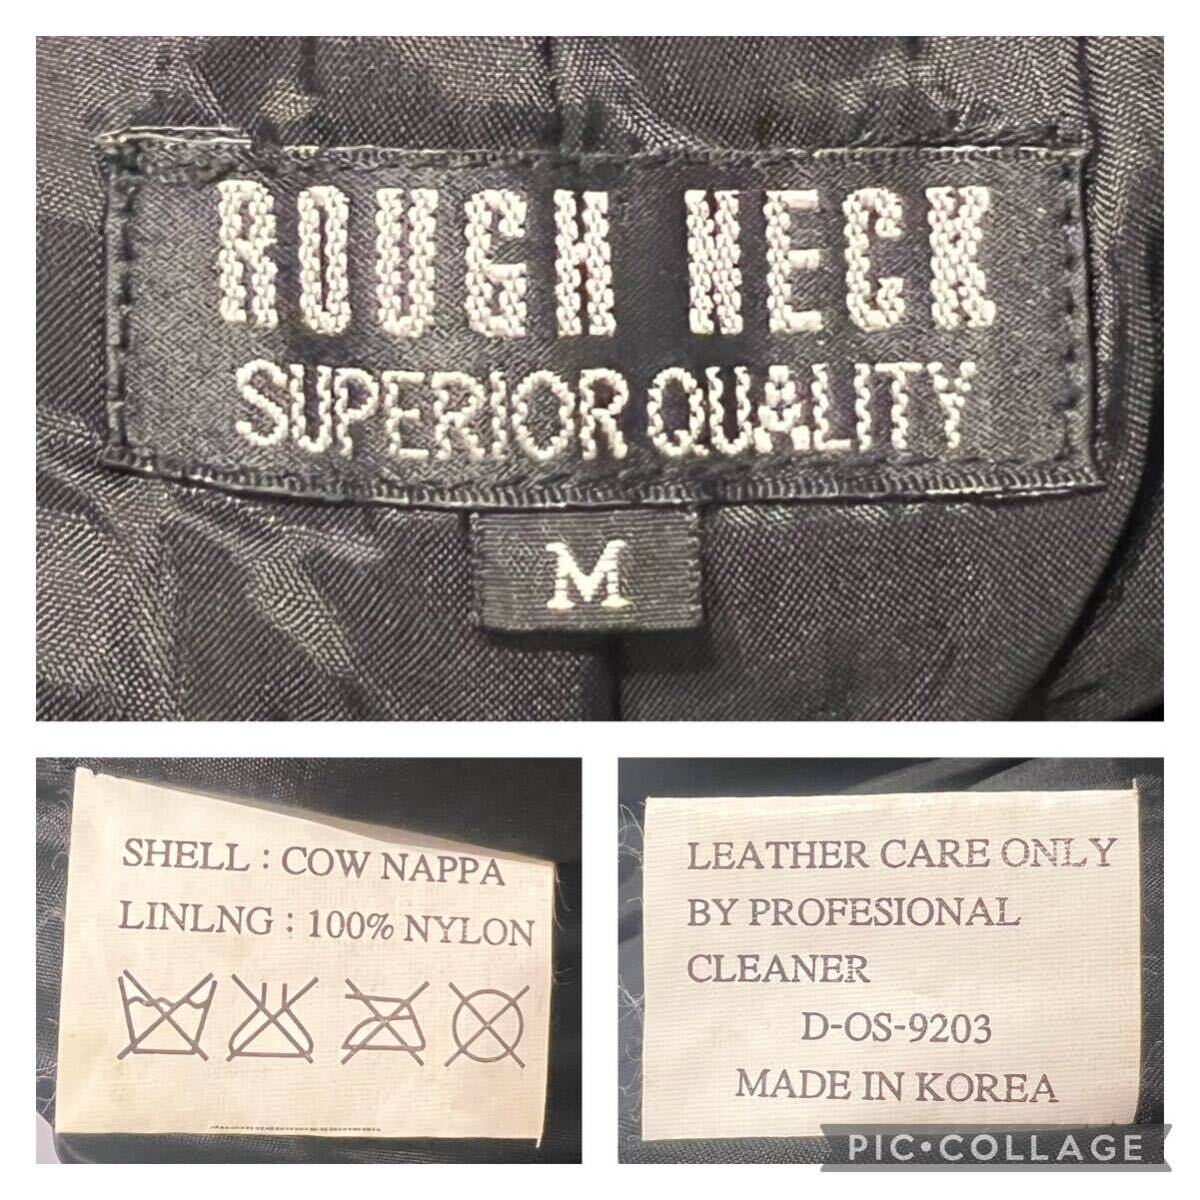 ROUGH NECK
SUPERIOR QUALITY
M
SHELL : COW NAPPA
LINLNG : 100% NYLON
LEATHER CARE ONLY
BY PROFESIONAL
CLEANER
D-OS-9203
MADE IN KOREA
PIC•COLLAGE